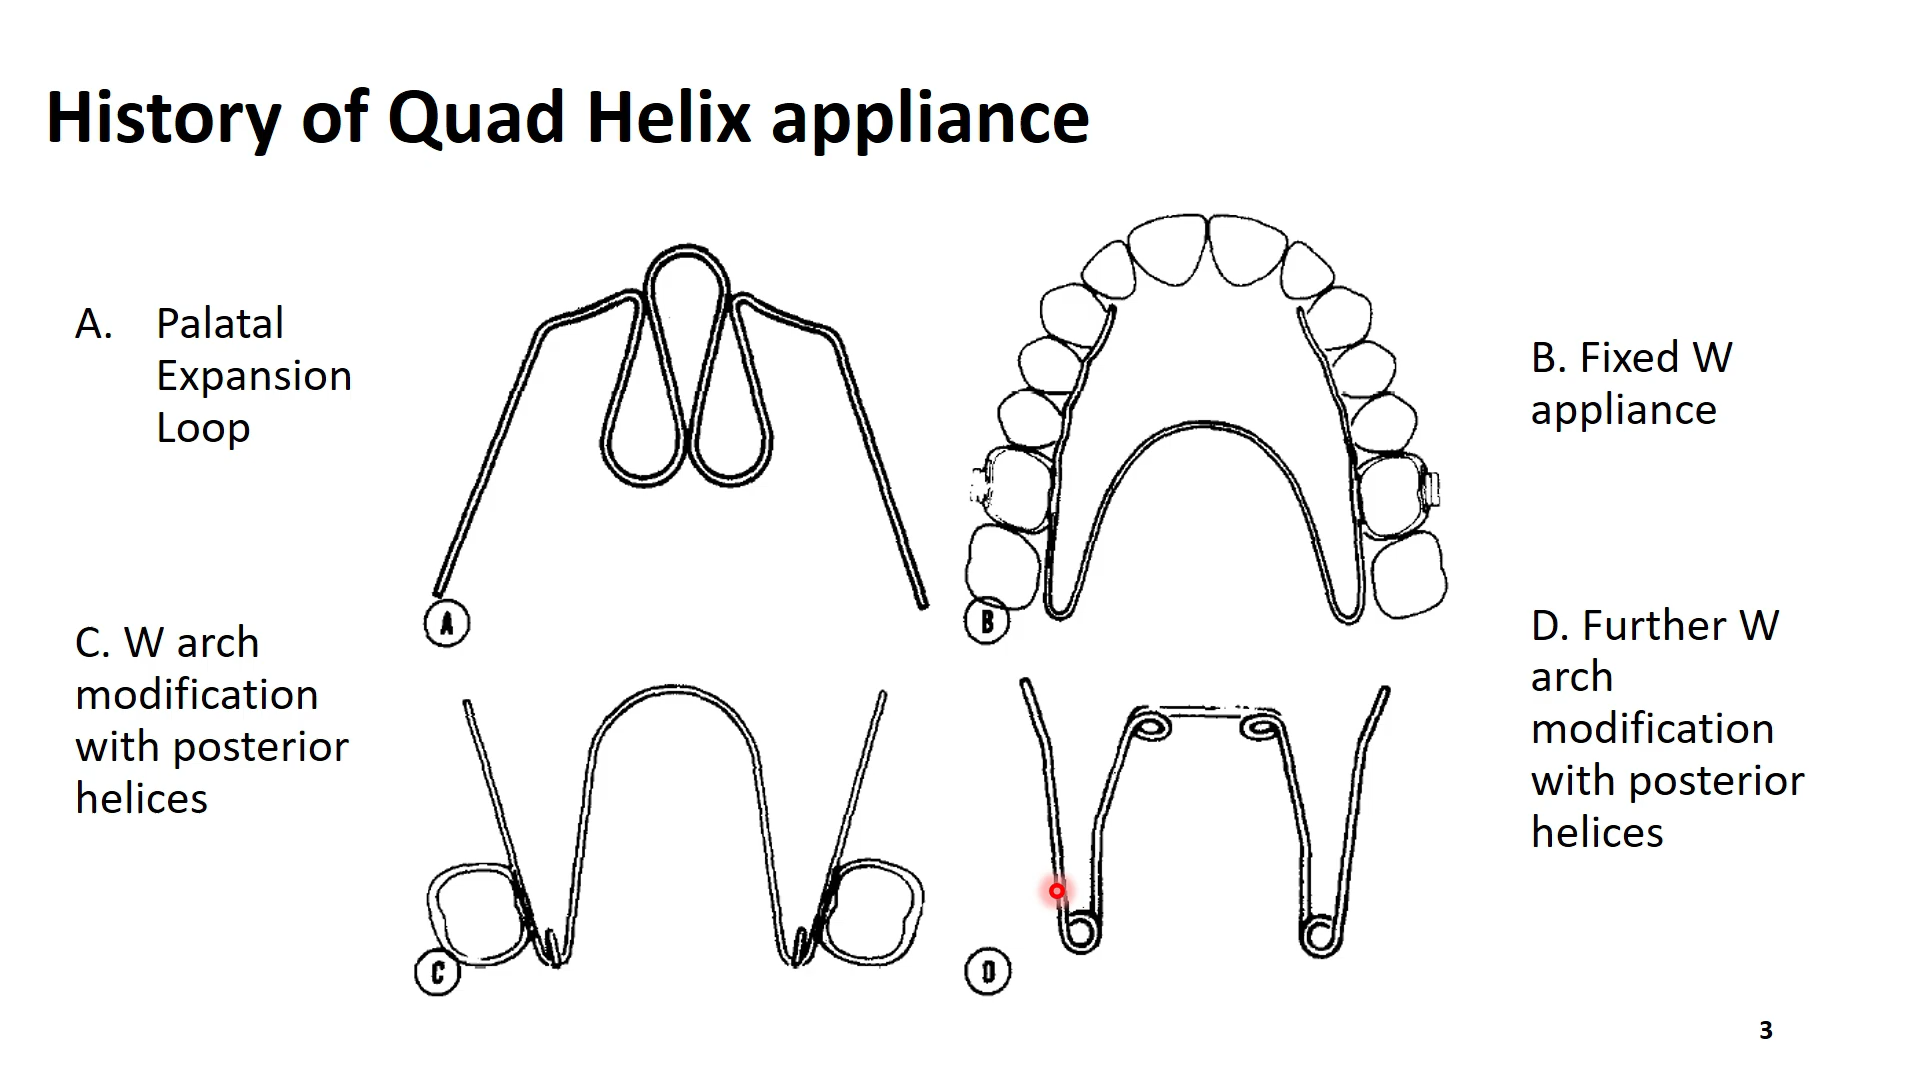 History of Quad Helix appliance
A. Palatal
Expansion
Loop
B. Fixed W
appliance
A
B
C. W arch
modification
with posterior
helices
D. Further W
arch
modification
with posterior
helices
C
D
3